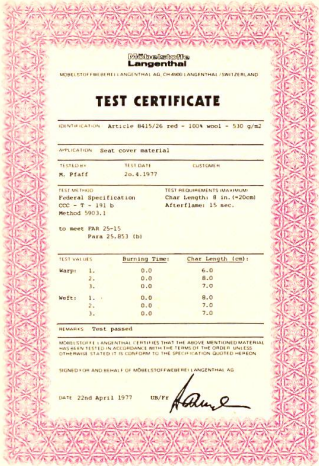 Möbelstoffe
Langenthal
MÖBELSTOFFWEBEREI LANGENTHAL AG, CH-4900 LANGENTHAL / SWITZERLAND
TEST CERTIFICATE
IDENTIFICATION Article 8415/26 red - 100% wool - 530 g/m2
APPLICATION Seat cover material
TESTED BY TEST DATE CUSTOMER
M. Pfaff 2o.4.1977
TEST METHOD TEST REQUIREMENTS (MAXIMUM)
Federal Specification Char Length: 8 in. (=20cm)
CCC - T - 191 b Afterflame: 15 sec.
Method 5903.1
to meet FAR 25-15
Para 25.853 (b)
TEST VALUES Burning Time: Char Length (cm):
Warp: 1. 0.0 6.0
2. 0.0 8.0
3. 0.0 7.0
Weft: 1. 0.0 8.0
2. 0.0 7.0
3. 0.0 7.0
REMARKS Test passed
MÖBELSTOFFE LANGENTHAL CERTIFIES THAT THE ABOVE MENTIONED MATERIAL
HAS BEEN TESTED IN ACCORDANCE WITH THE TERMS OF THE ORDER. UNLESS
OTHERWISE STATED IT IS CONFORM TO THE SPECIFICATION QUOTED HEREON.
SIGNED FOR AND BEHALF OF MÖBELSTOFFWEBEREI LANGENTHAL AG.
DATE 22nd April 1977 UB/Fr